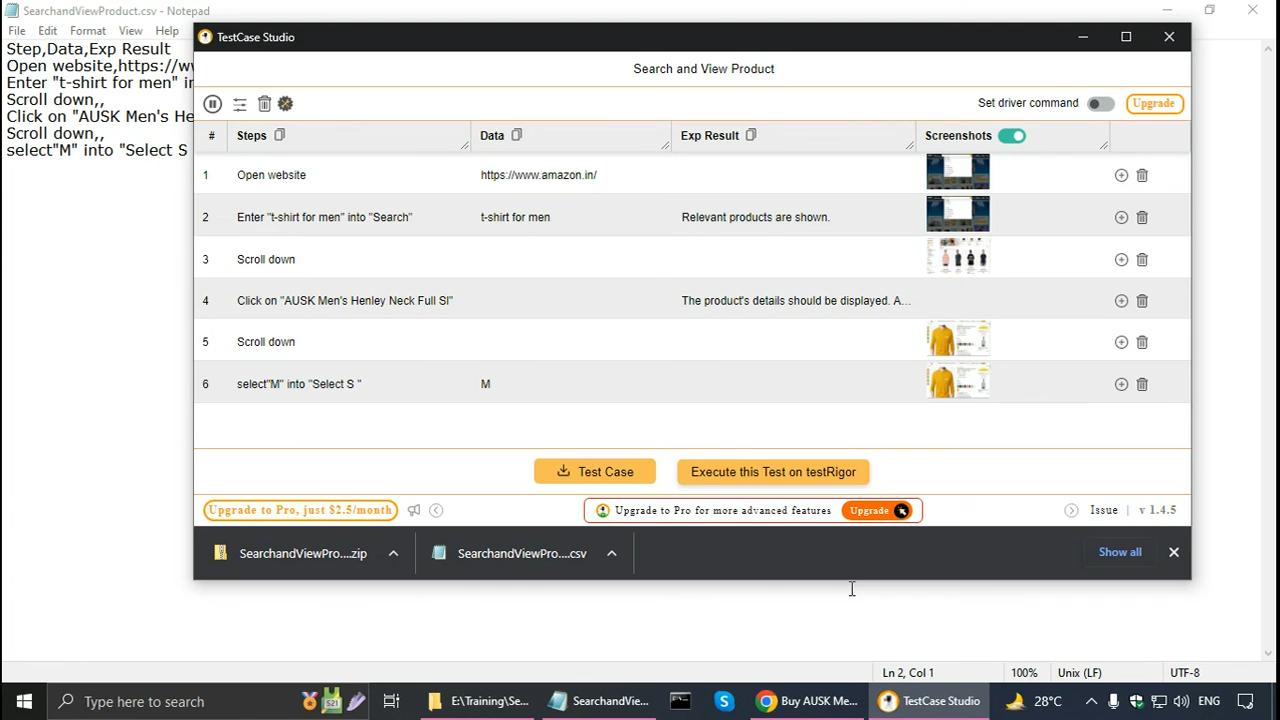 SearchandViewProduct.csv - Notepad
File Edit Format View Help
Step,Data,Exp Result
Open website,https://w
Enter "t-shirt for men" in
Scroll down,,
Click on "AUSK Men's He
Scroll down,,
select"M" into "Select S
TestCase Studio
Search and View Product
Set driver command Upgrade
# Steps Data Exp Result Screenshots
1 Open website https://www.amazon.in/
2 Enter "t-shirt for men" into "Search" t-shirt for men Relevant products are shown.
3 Scroll down
4 Click on "AUSK Men's Henley Neck Full Sl" The product's details should be displayed. A...
5 Scroll down
6 select"M" into "Select S " M
Test Case Execute this Test on testRigor
Upgrade to Pro, just $2.5/month Upgrade to Pro for more advanced features Upgrade Issue | v 1.4.5
SearchandViewPro....zip SearchandViewPro....csv Show all
Ln 2, Col 1 100% Unix (LF) UTF-8
Type here to search E:\Training\Se... SearchandVie... Buy AUSK Me... TestCase Studio 28°C ENG